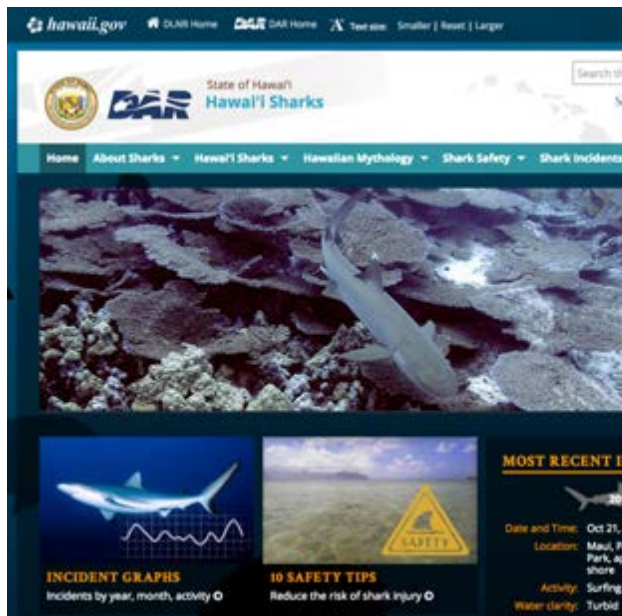 hawaii.gov DLNR Home DAR DAR Home A Text size: Smaller | Reset | Larger
Search th
State of Hawai'i
DAR Hawai'i Sharks
Home About Sharks Hawai'i Sharks Hawaiian Mythology Shark Safety Shark Incidents
SAFETY
MOST RECENT I
20
Date and Time: Oct 21,
Location: Maui, P
Park, ap
shore
Activity: Surfing
Water clarity: Turbid
INCIDENT GRAPHS
Incidents by year, month, activity
10 SAFETY TIPS
Reduce the risk of shark injury